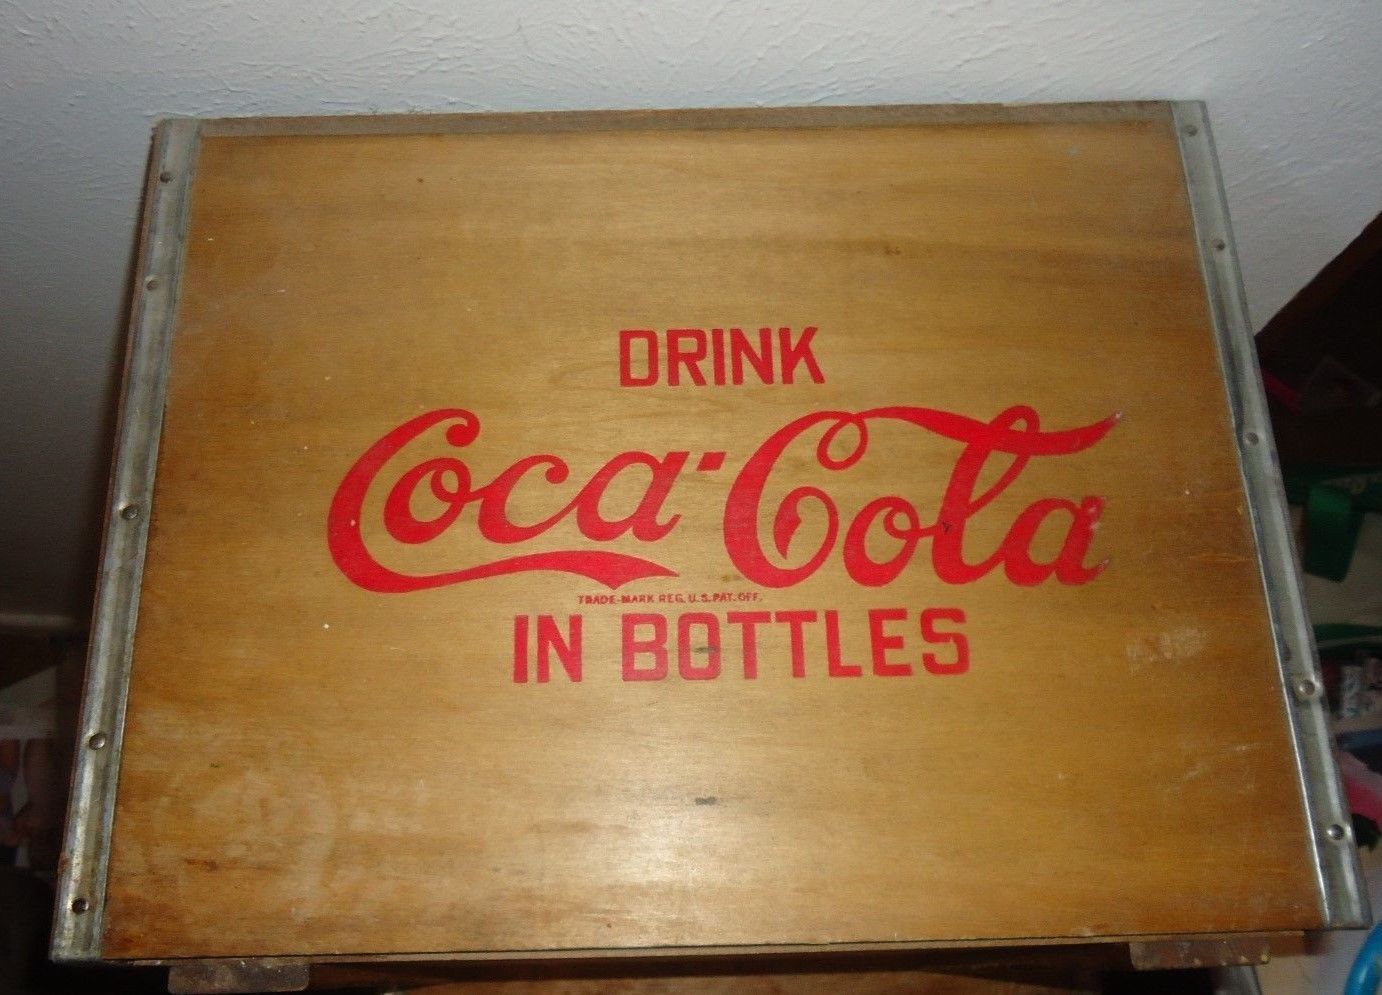 DRINK
Coca-Cola
TRADE-MARK REG. U.S. PAT. OFF.
IN BOTTLES